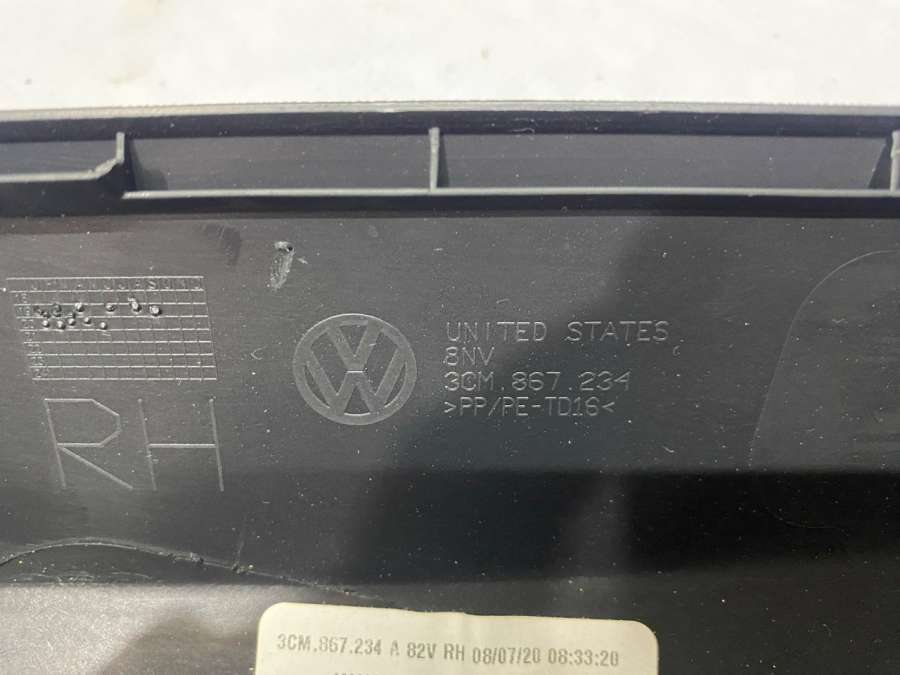 JFMAMJJASOND
UNITED STATES
8NV
3CM.867.234
>PP/PE-TD16<
RH
3CM.867.234 A 82V RH 08/07/20 08:33:20